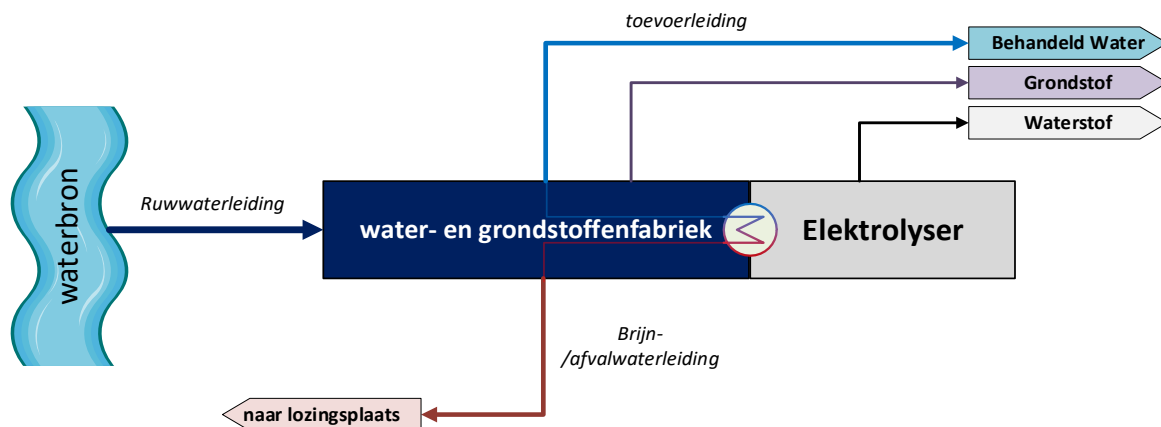 toevoerleiding
Behandeld Water
Grondstof
Waterstof
waterbron
Ruwwaterleiding
water- en grondstoffenfabriek
Elektrolyser
Brijn-
/afvalwaterleiding
naar lozingsplaats